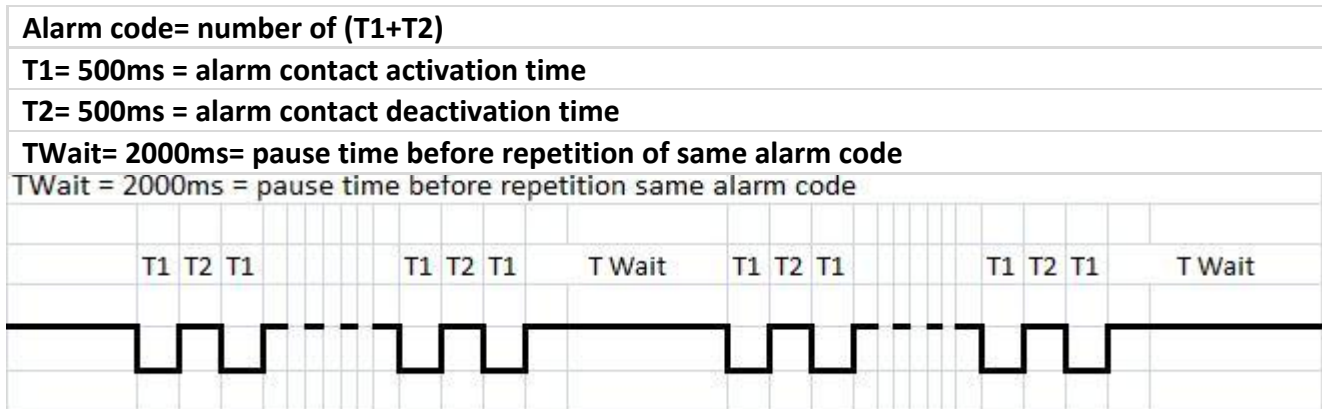 Alarm code= number of (T1+T2)
T1= 500ms = alarm contact activation time
T2= 500ms = alarm contact deactivation time
TWait= 2000ms= pause time before repetition of same alarm code
TWait = 2000ms = pause time before repetition same alarm code
T1 T2 T1 T1 T2 T1 T Wait T1 T2 T1 T1 T2 T1 T Wait